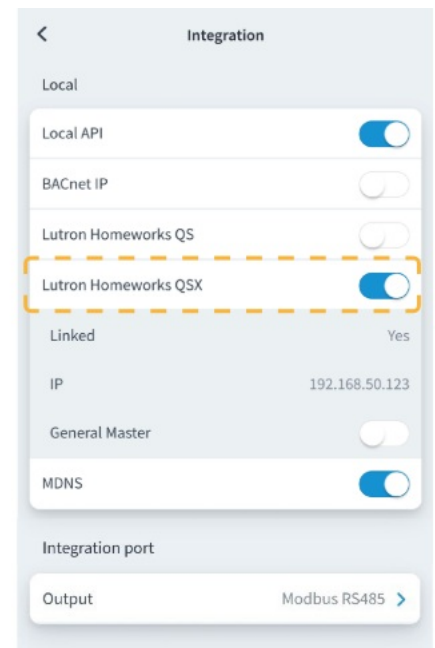 Integration
Local
Local API
BACnet IP
Lutron Homeworks QS
Lutron Homeworks QSX
Linked Yes
IP 192.168.50.123
General Master
MDNS
Integration port
Output Modbus RS485